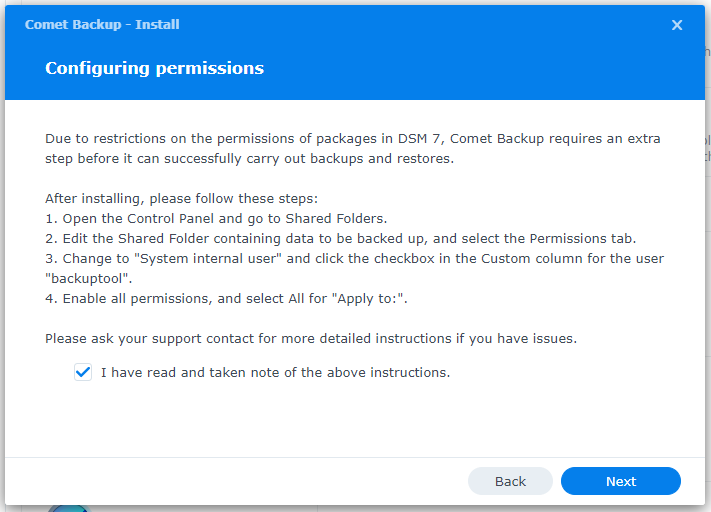 Comet Backup - Install
Configuring permissions
Due to restrictions on the permissions of packages in DSM 7, Comet Backup requires an extra
step before it can successfully carry out backups and restores.
After installing, please follow these steps:
1. Open the Control Panel and go to Shared Folders.
2. Edit the Shared Folder containing data to be backed up, and select the Permissions tab.
3. Change to "System internal user" and click the checkbox in the Custom column for the user
"backuptool".
4. Enable all permissions, and select All for "Apply to:".
Please ask your support contact for more detailed instructions if you have issues.
I have read and taken note of the above instructions.
Back
Next